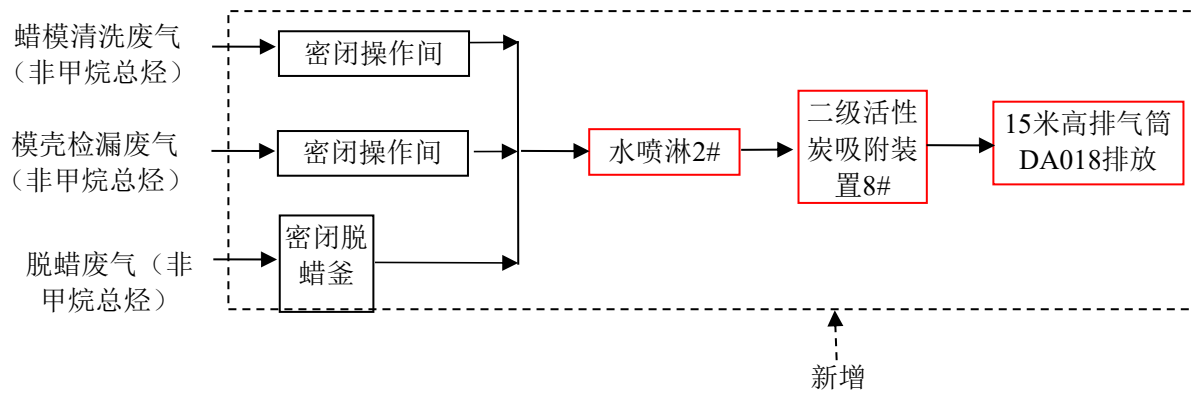 蜡模清洗废气
（非甲烷总烃）
密闭操作间
模壳检漏废气
（非甲烷总烃）
密闭操作间
脱蜡废气（非
甲烷总烃）
密闭脱
蜡釜
水喷淋2#
二级活性
炭吸附装
置8#
15米高排气筒
DA018排放
新增